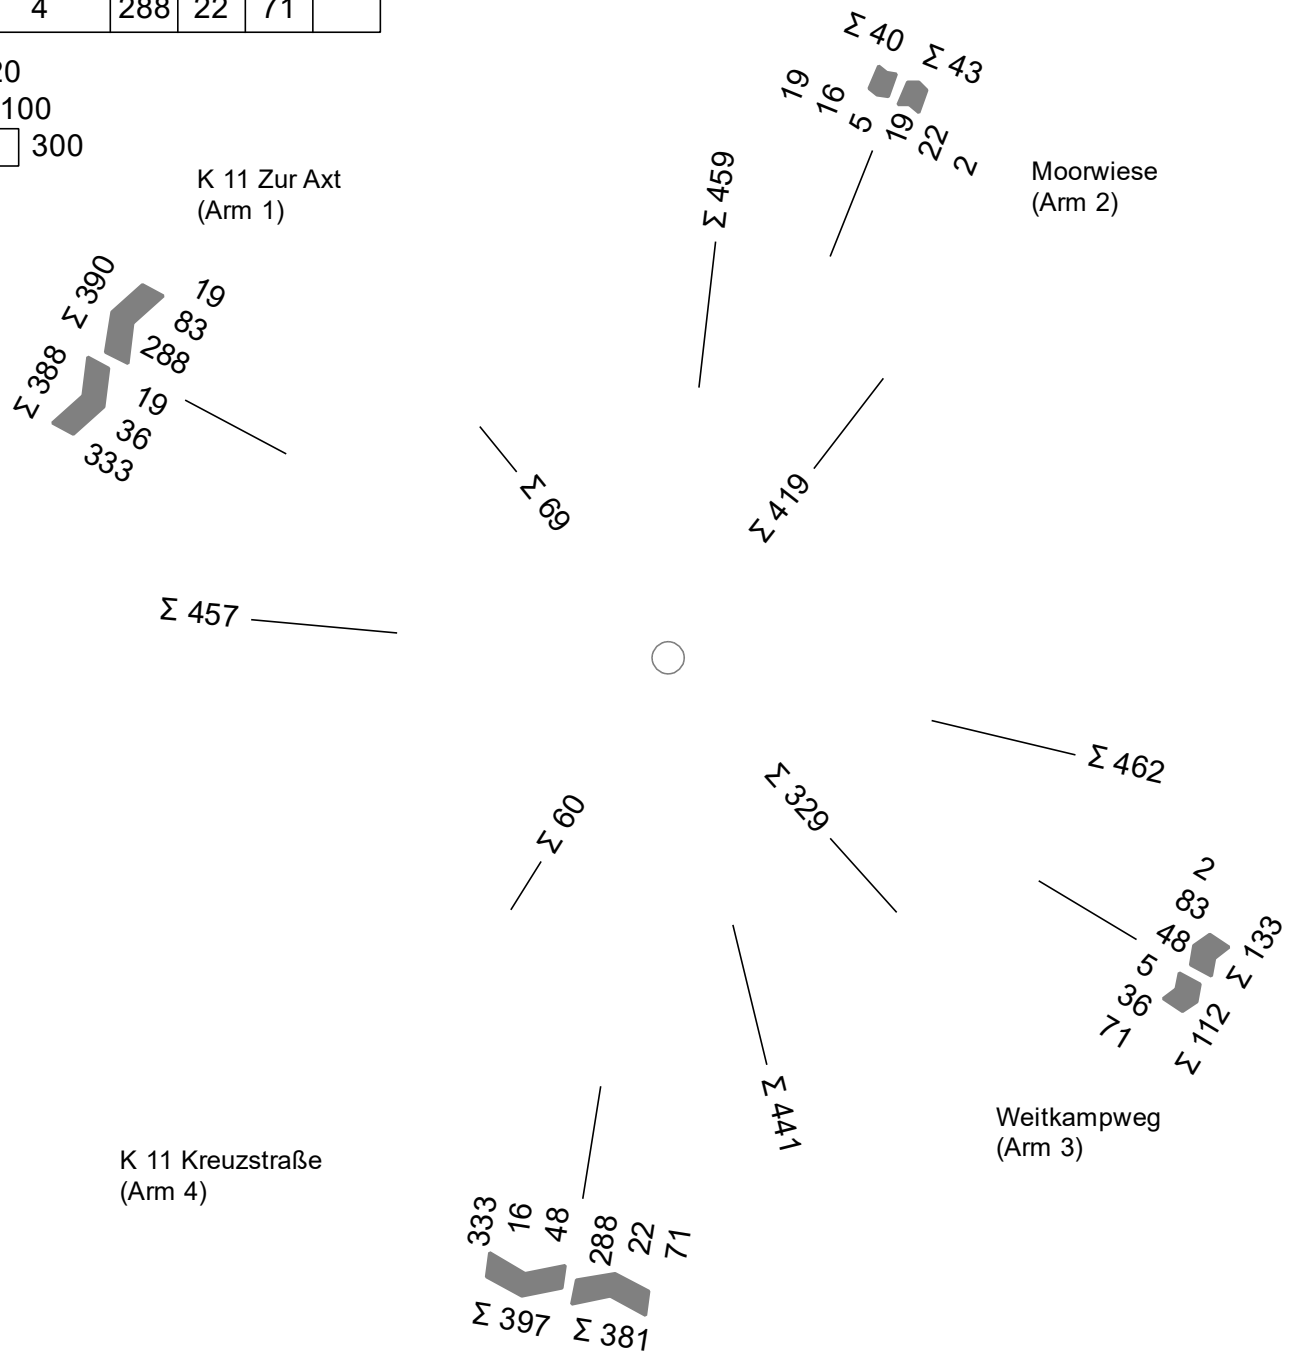 4 288 22 71
20
100
300
K 11 Zur Axt
(Arm 1)
Σ 390
19
83
288
Σ 388
19
36
333
Σ 40
Σ 43
19
16
5
19
22
2
Moorwiese
(Arm 2)
Σ 459
Σ 69
Σ 419
Σ 457
Σ 462
Σ 329
Σ 60
Σ 441
2
83
48
Σ 133
5
36
71
Σ 112
Weitkampweg
(Arm 3)
K 11 Kreuzstraße
(Arm 4)
333 16 48 288 22 71
Σ 397 Σ 381